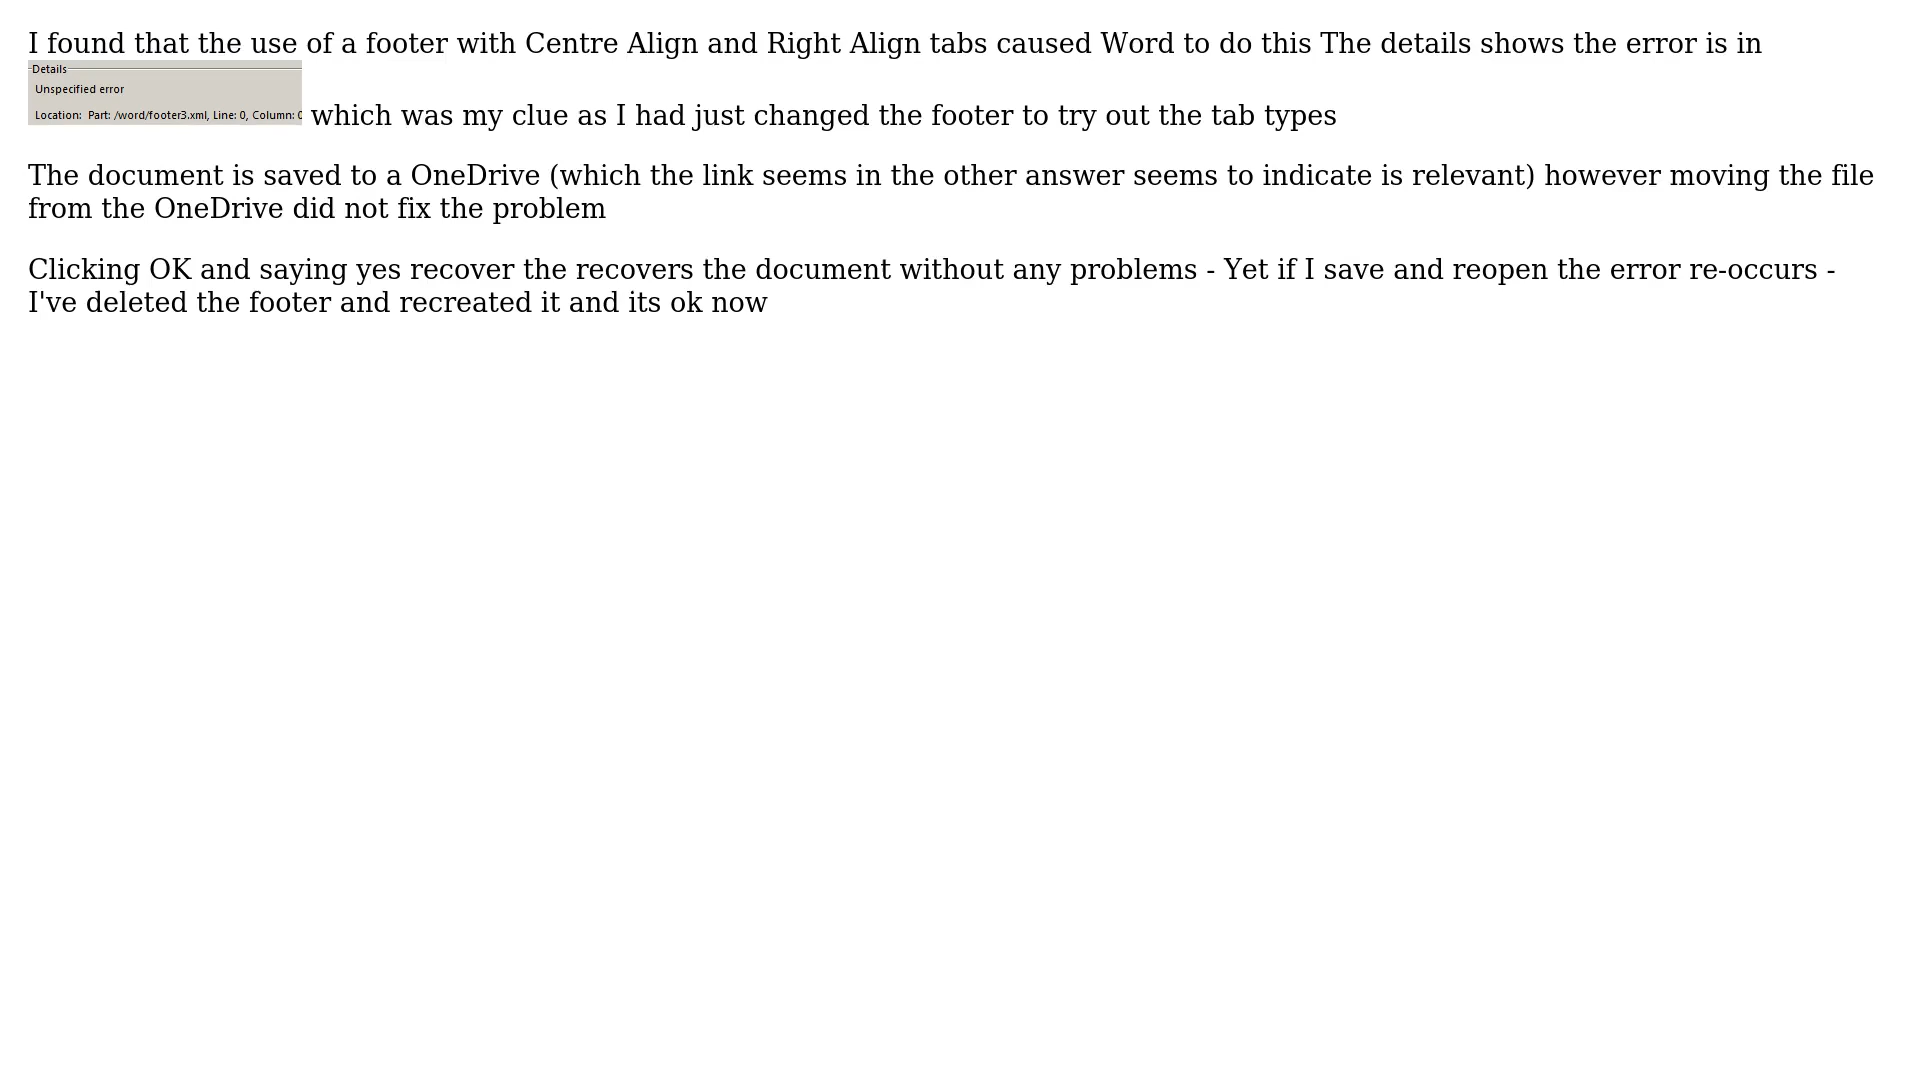 I found that the use of a footer with Centre Align and Right Align tabs caused Word to do this The details shows the error is in
Details
Unspecified error
Location: Part: /word/footer3.xml, Line: 0, Column: 0
which was my clue as I had just changed the footer to try out the tab types
The document is saved to a OneDrive (which the link seems in the other answer seems to indicate is relevant) however moving the file
from the OneDrive did not fix the problem
Clicking OK and saying yes recover the recovers the document without any problems - Yet if I save and reopen the error re-occurs -
I've deleted the footer and recreated it and its ok now